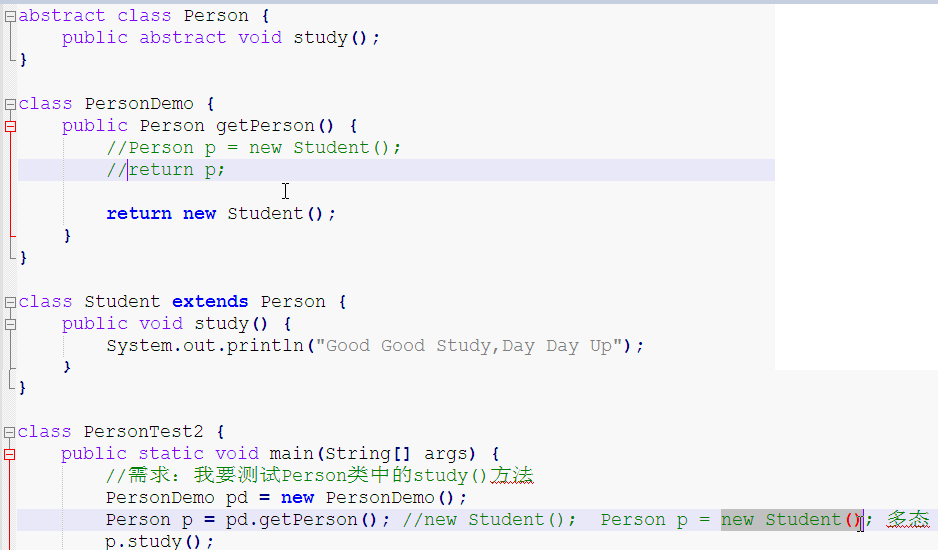 abstract class Person {
    public abstract void study();
}
class PersonDemo {
    public Person getPerson() {
        //Person p = new Student();
        //return p;
        return new Student();
    }
}
class Student extends Person {
    public void study() {
        System.out.println("Good Good Study,Day Day Up");
    }
}
class PersonTest2 {
    public static void main(String[] args) {
        //需求：我要测试Person类中的study()方法
        PersonDemo pd = new PersonDemo();
        Person p = pd.getPerson(); //new Student();  Person p = new Student(); 多态
        p.study();